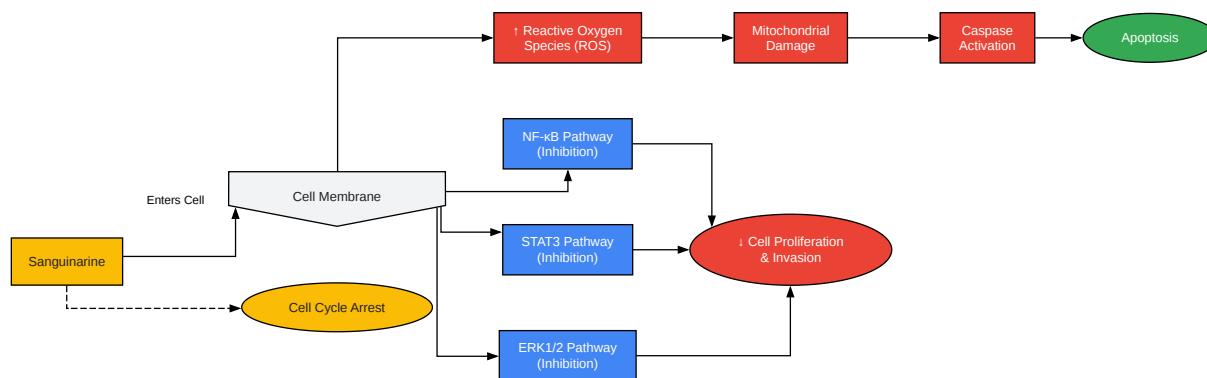 ↑ Reactive Oxygen
Species (ROS)
Mitochondrial
Damage
Caspase
Activation
Apoptosis
NF-κB Pathway
(Inhibition)
Enters Cell
Cell Membrane
STAT3 Pathway
(Inhibition)
↓ Cell Proliferation
& Invasion
Sanguinarine
Cell Cycle Arrest
ERK1/2 Pathway
(Inhibition)